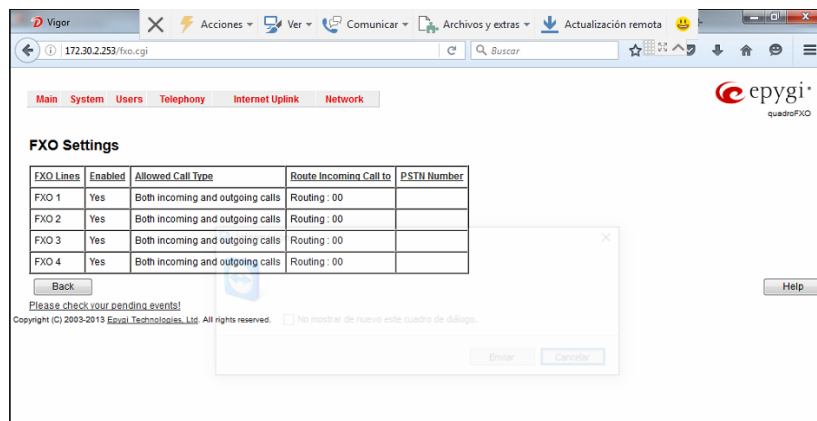 Vigor
Acciones
Ver
Comunicar
Archivos y extras
Actualización remota
172.30.2.253/fxo.cgi
Buscar
Main System Users Telephony Internet Uplink Network
epygi
quadroFXO
FXO Settings
FXO Lines Enabled Allowed Call Type Route Incoming Call to PSTN Number
FXO 1 Yes Both incoming and outgoing calls Routing : 00
FXO 2 Yes Both incoming and outgoing calls Routing : 00
FXO 3 Yes Both incoming and outgoing calls Routing : 00
FXO 4 Yes Both incoming and outgoing calls Routing : 00
Back
Help
Please check your pending events!
Copyright (C) 2003-2013 Epygi Technologies, Ltd. All rights reserved.
No mostrar de nuevo este cuadro de diálogo.
Enviar Cancelar